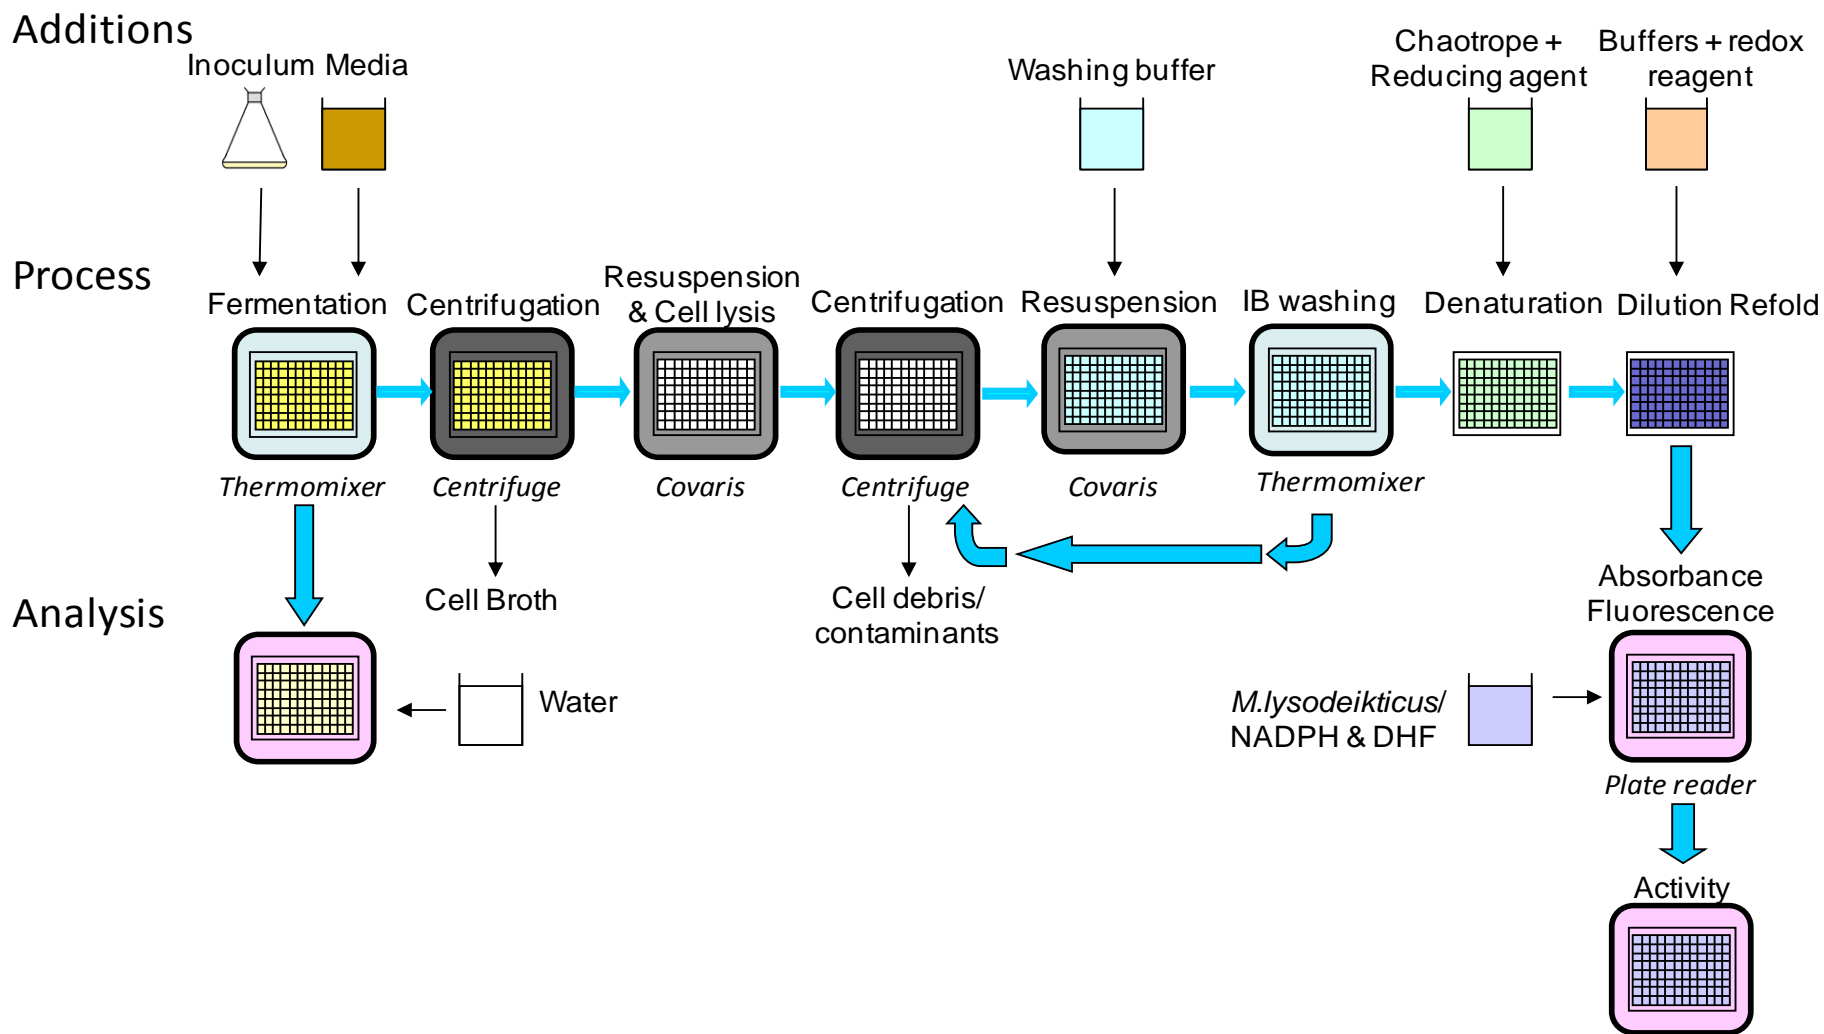 Additions
Inoculum Media
Washing buffer
Chaotrope +
Reducing agent
Buffers + redox
reagent
Process
Fermentation
Centrifugation
Resuspension
& Cell lysis
Centrifugation
Resuspension
IB washing
Denaturation
Dilution Refold
Thermomixer
Centrifuge
Covaris
Centrifuge
Covaris
Thermomixer
Analysis
Cell Broth
Cell debris/
contaminants
Absorbance
Fluorescence
Water
M.lysodeikticus/
NADPH & DHF
Plate reader
Activity